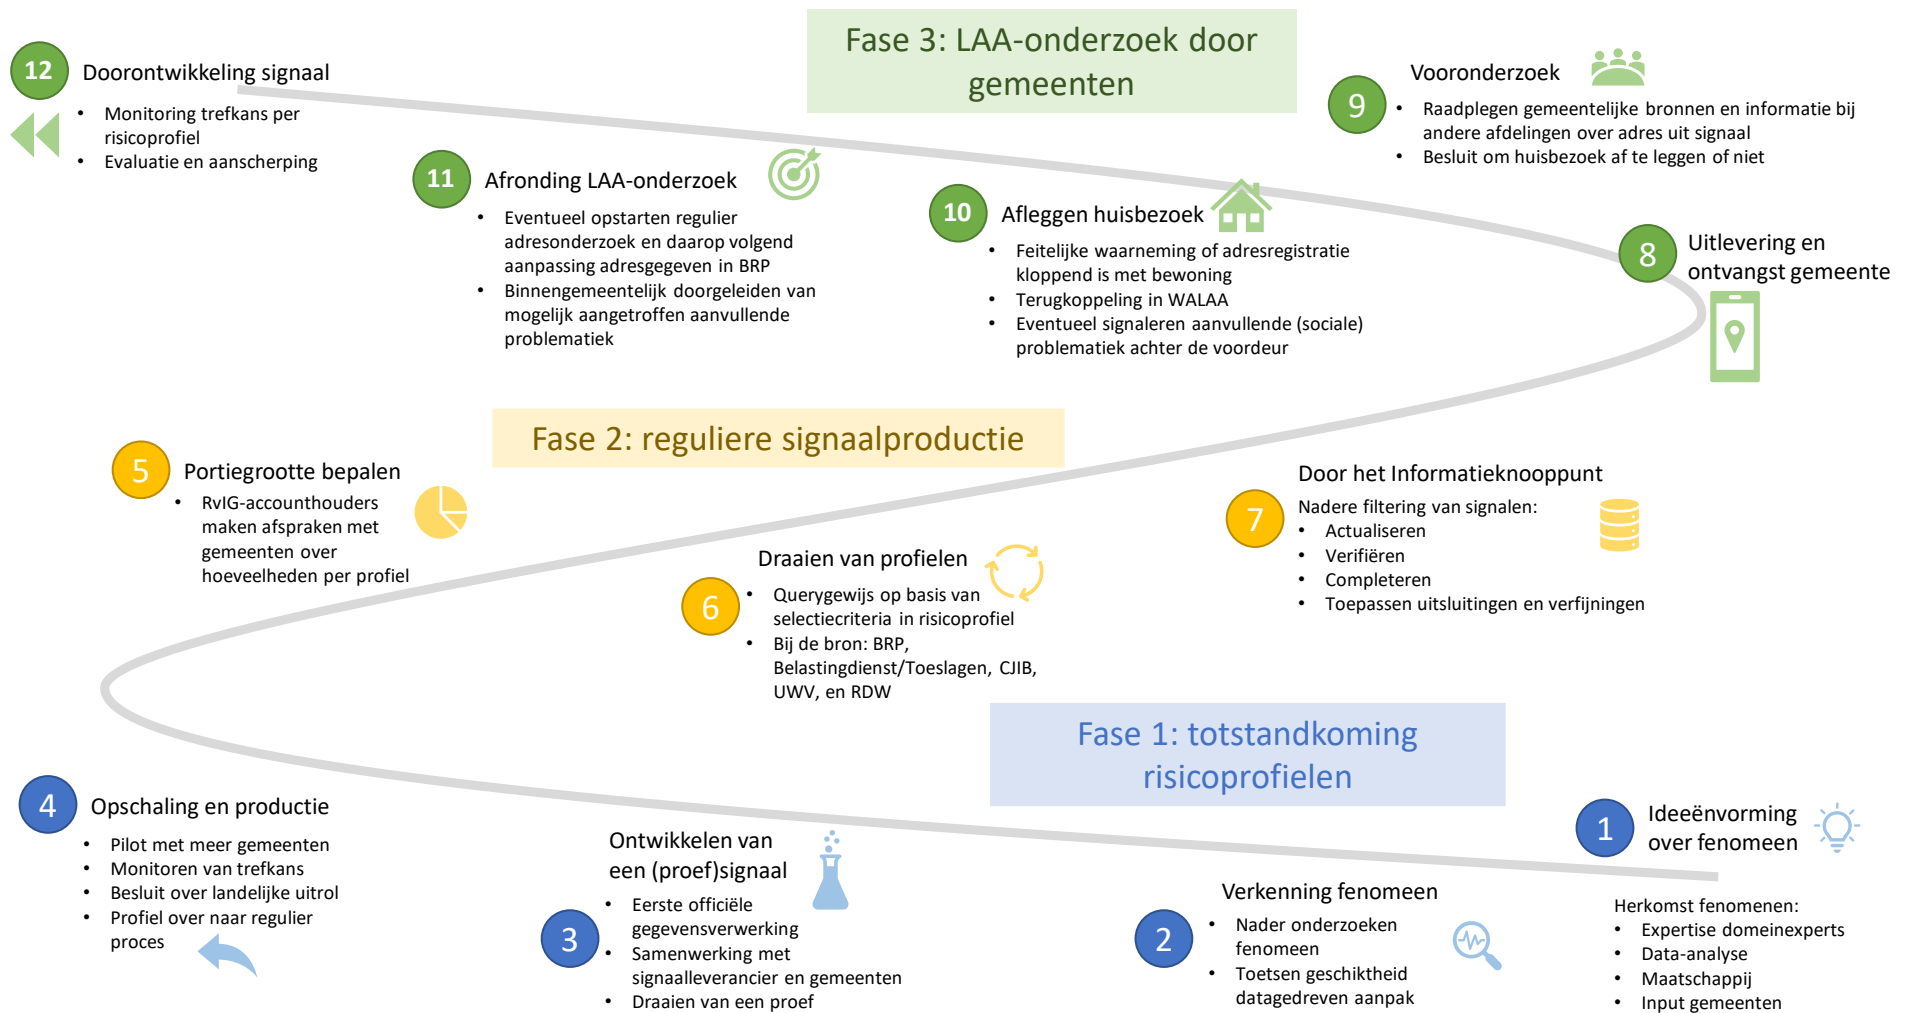 Fase 3: LAA-onderzoek door
gemeenten
12
Doorontwikkeling signaal
• Monitoring trefkans per
risicoprofiel
• Evaluatie en aanscherping
11
Afronding LAA-onderzoek
• Eventueel opstarten regulier
adresonderzoek en daarop volgend
aanpassing adresgegeven in BRP
• Binnengemeentelijk doorgeleiden van
mogelijk aangetroffen aanvullende
problematiek
10
Afleggen huisbezoek
• Feitelijke waarneming of adresregistratie
kloppend is met bewoning
• Terugkoppeling in WALAA
• Eventueel signaleren aanvullende (sociale)
problematiek achter de voordeur
9
Vooronderzoek
• Raadplegen gemeentelijke bronnen en informatie bij
andere afdelingen over adres uit signaal
• Besluit om huisbezoek af te leggen of niet
8
Uitlevering en
ontvangst gemeente
Fase 2: reguliere signaalproductie
5
Portiegrootte bepalen
• RvIG-accounthouders
maken afspraken met
gemeenten over
hoeveelheden per profiel
6
Draaien van profielen
• Querygewijs op basis van
selectiecriteria in risicoprofiel
• Bij de bron: BRP,
Belastingdienst/Toeslagen, CJIB,
UWV, en RDW
7
Door het Informatieknooppunt
Nadere filtering van signalen:
• Actualiseren
• Verifiëren
• Completeren
• Toepassen uitsluitingen en verfijningen
Fase 1: totstandkoming
risicoprofielen
4
Opschaling en productie
• Pilot met meer gemeenten
• Monitoren van trefkans
• Besluit over landelijke uitrol
• Profiel over naar regulier
proces
3
Ontwikkelen van
een (proef)signaal
• Eerste officiële
gegevensverwerking
• Samenwerking met
signaalleverancier en gemeenten
• Draaien van een proef
2
Verkenning fenomeen
• Nader onderzoeken
fenomeen
• Toetsen geschiktheid
datagedreven aanpak
1
Ideeënvorming
over fenomeen
Herkomst fenomenen:
• Expertise domeinexperts
• Data-analyse
• Maatschappij
• Input gemeenten